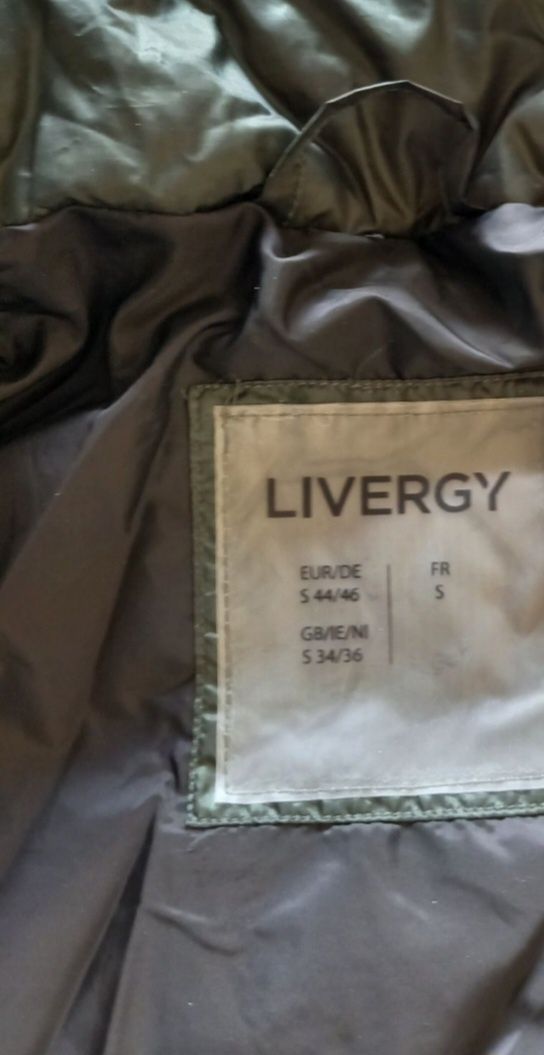 LIVERGY
EUR/DE
S 44/46
FR
S
GB/IE/NI
S 34/36